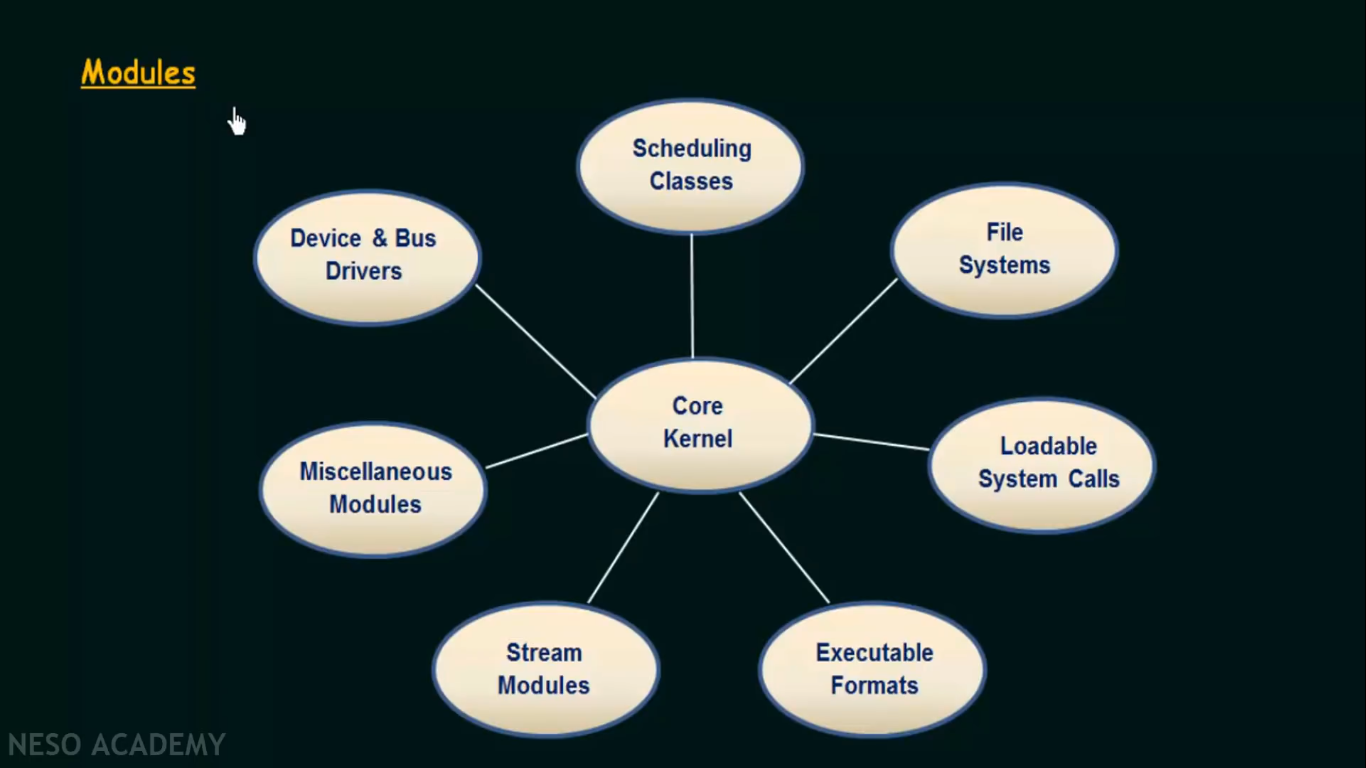 Modules
Scheduling
Classes
Device & Bus
Drivers
File
Systems
Core
Kernel
Loadable
System Calls
Miscellaneous
Modules
Stream
Modules
Executable
Formats
NESO ACADEMY